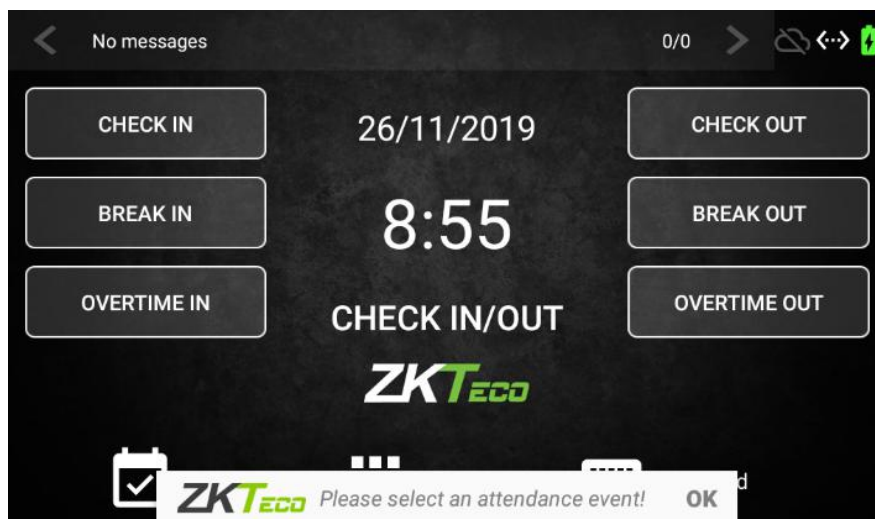 No messages 0/0
CHECK IN
26/11/2019
CHECK OUT
BREAK IN
8:55
BREAK OUT
OVERTIME IN
CHECK IN/OUT
OVERTIME OUT
ZKTeco
ZKTeco Please select an attendance event! OK